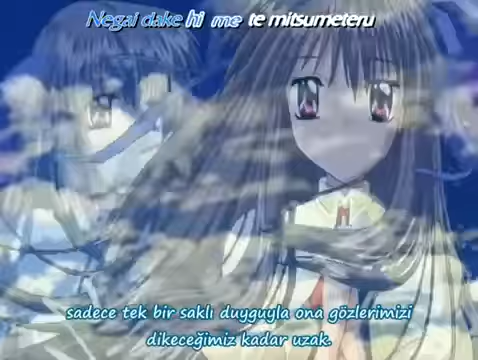 Negai dake hi me te mitsumeteru
sadece tek bir saklı duyguyla ona gözlerimizi
dikeceğimiz kadar uzak.